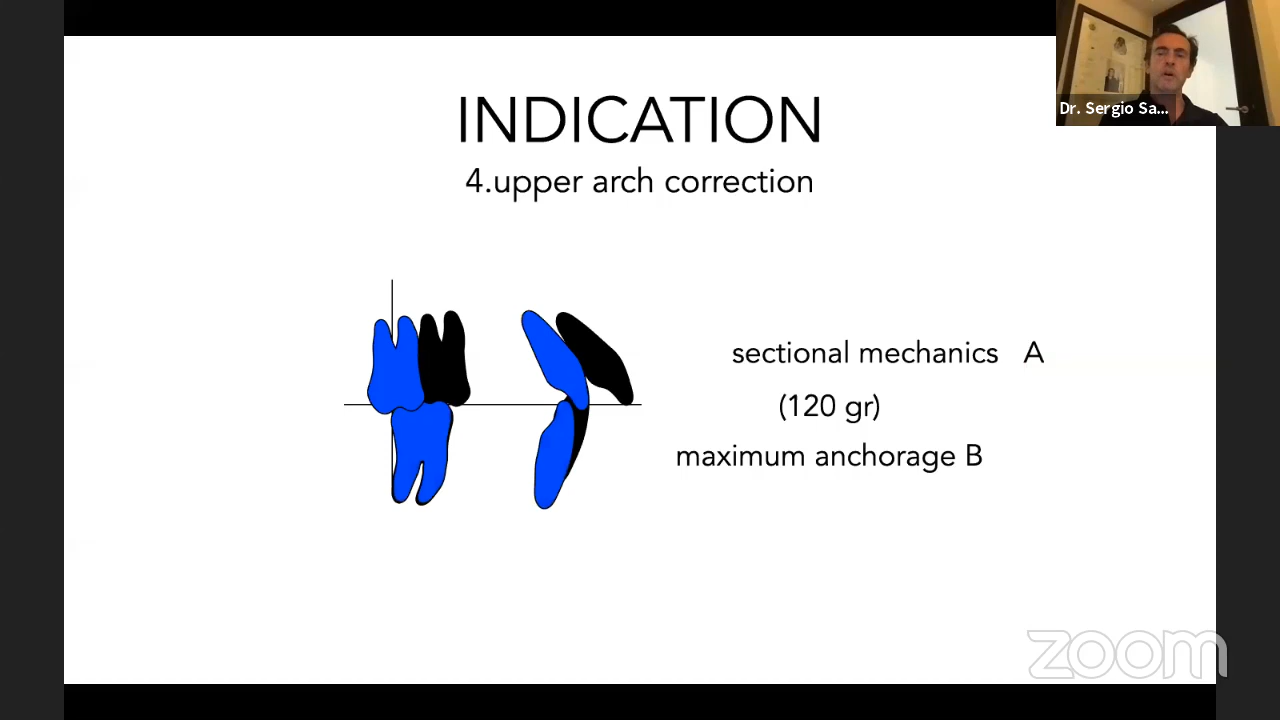 INDICATION
4.upper arch correction
sectional mechanics A
(120 gr)
maximum anchorage B
Dr. Sergio Sa...
zoom